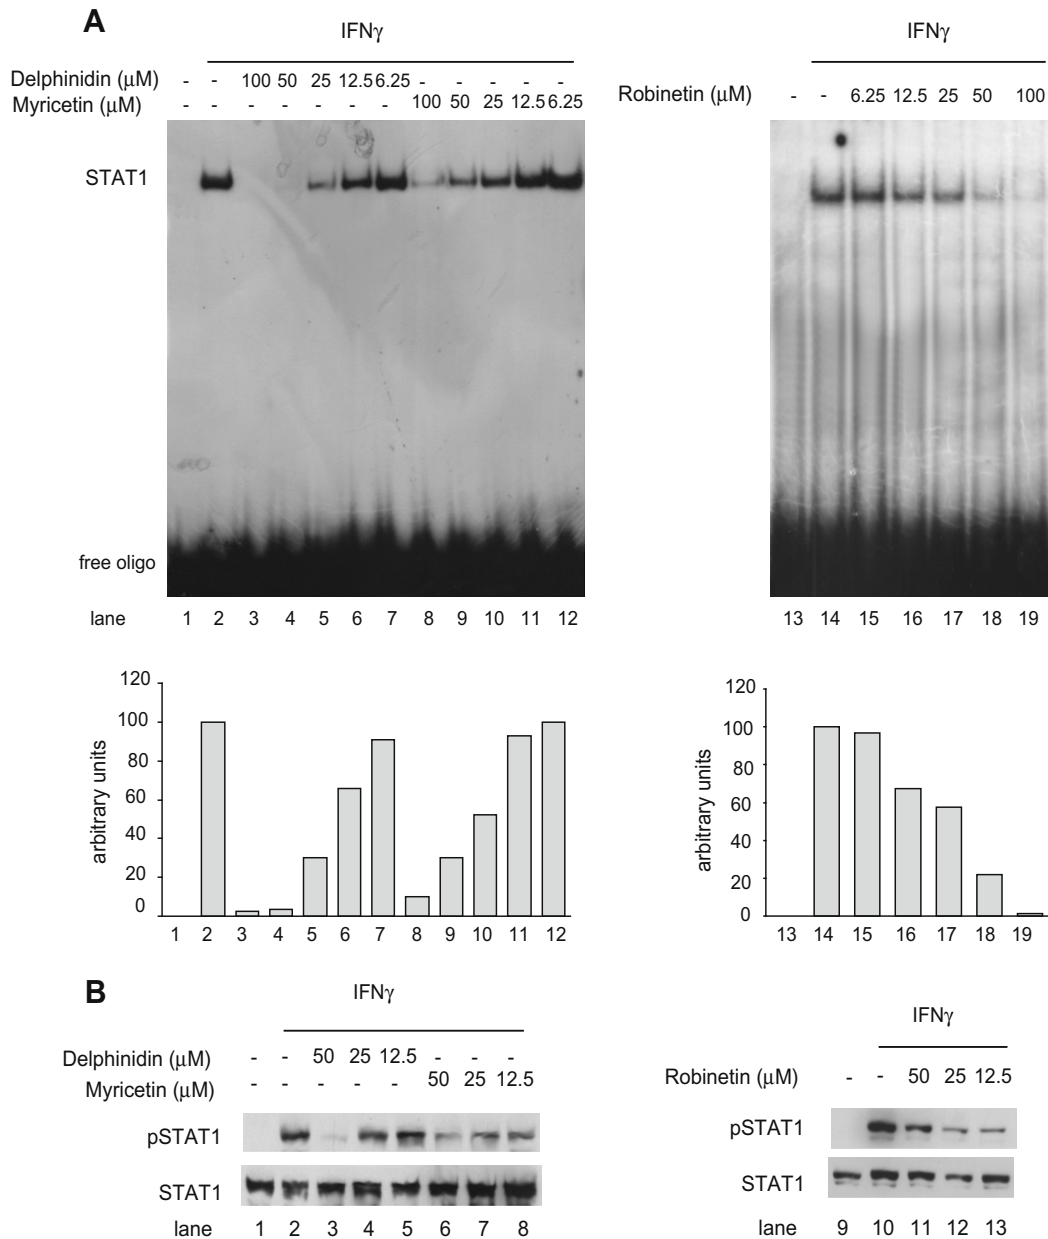 A
IFNγ
Delphinidin (μM) - - 100 50 25 12.5 6.25 - - - - -
Myricetin (μM) - - - - - - - 100 50 25 12.5 6.25
STAT1
free oligo
lane 1 2 3 4 5 6 7 8 9 10 11 12
IFNγ
Robinetin (μM) - - 6.25 12.5 25 50 100
13 14 15 16 17 18 19
arbitrary units
120
100
80
60
40
20
0
1 2 3 4 5 6 7 8 9 10 11 12
arbitrary units
120
100
80
60
40
20
0
13 14 15 16 17 18 19
B
IFNγ
Delphinidin (μM) - - 50 25 12.5 - - -
Myricetin (μM) - - - - - 50 25 12.5
pSTAT1
STAT1
lane 1 2 3 4 5 6 7 8
IFNγ
Robinetin (μM) - - 50 25 12.5
pSTAT1
STAT1
lane 9 10 11 12 13